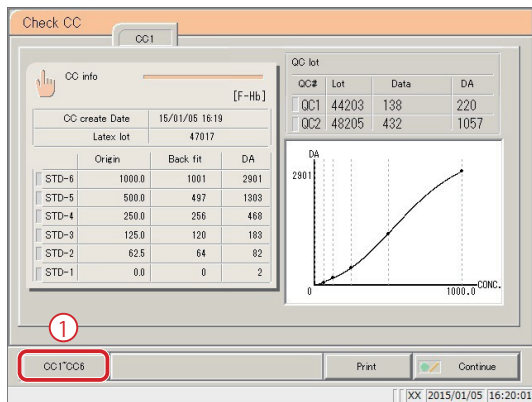 Check CC
CC1
CC info
[F-Hb]
CC create Date 15/01/05 16:19
Latex lot 47017
Origin Back fit DA
STD-6 1000.0 1001 2901
STD-5 500.0 497 1303
STD-4 250.0 256 468
STD-3 125.0 120 183
STD-2 62.5 64 82
STD-1 0.0 0 2
QC lot
QC# Lot Data DA
QC1 44203 138 220
QC2 48205 432 1057
DA
2901
0 1000.0 CONC.
1
CC1~CC6 Print Continue
XX 2015/01/05 16:20:01